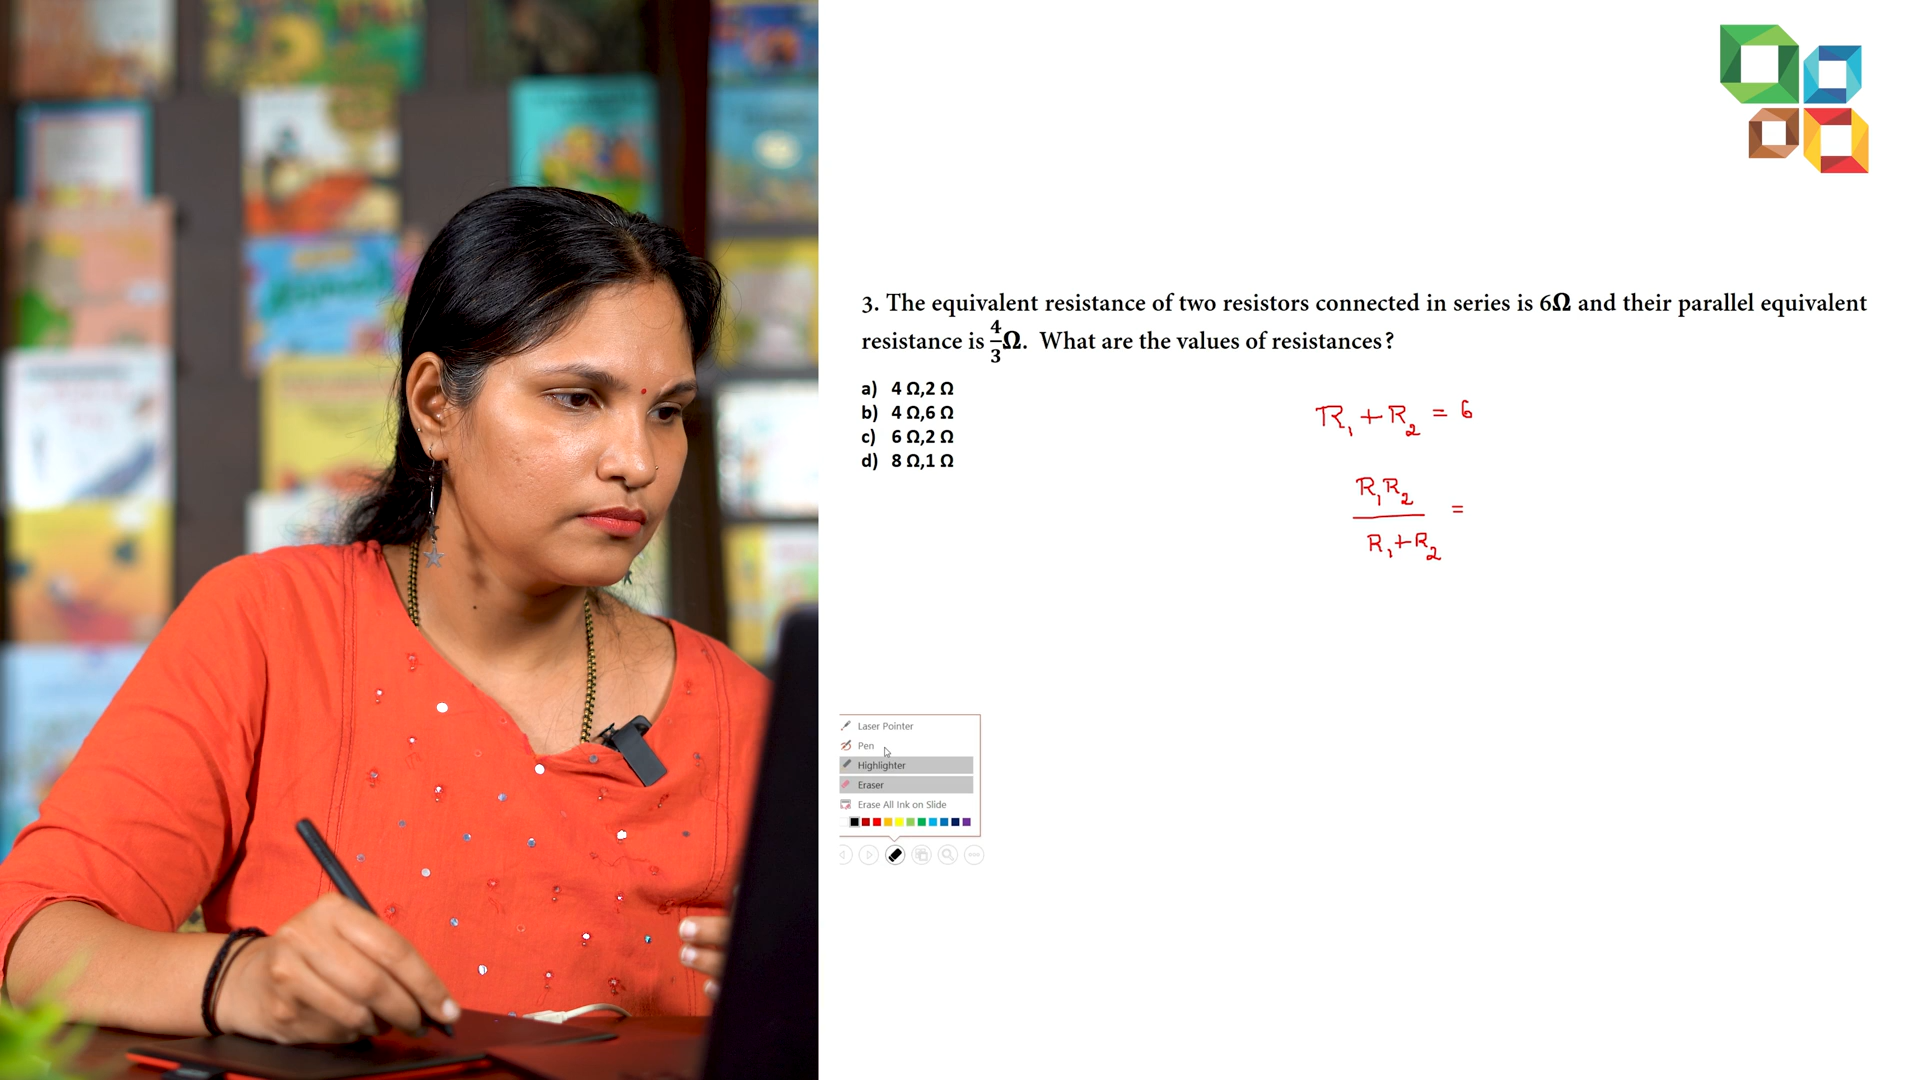 3. The equivalent resistance of two resistors connected in series is 6Ω and their parallel equivalent
resistance is 4/3 Ω. What are the values of resistances?
a) 4 Ω,2 Ω
b) 4 Ω,6 Ω
c) 6 Ω,2 Ω
d) 8 Ω,1 Ω
R₁ + R₂ = 6
R₁R₂
R₁+R₂
=
Laser Pointer
Pen
Highlighter
Eraser
Erase All Ink on Slide